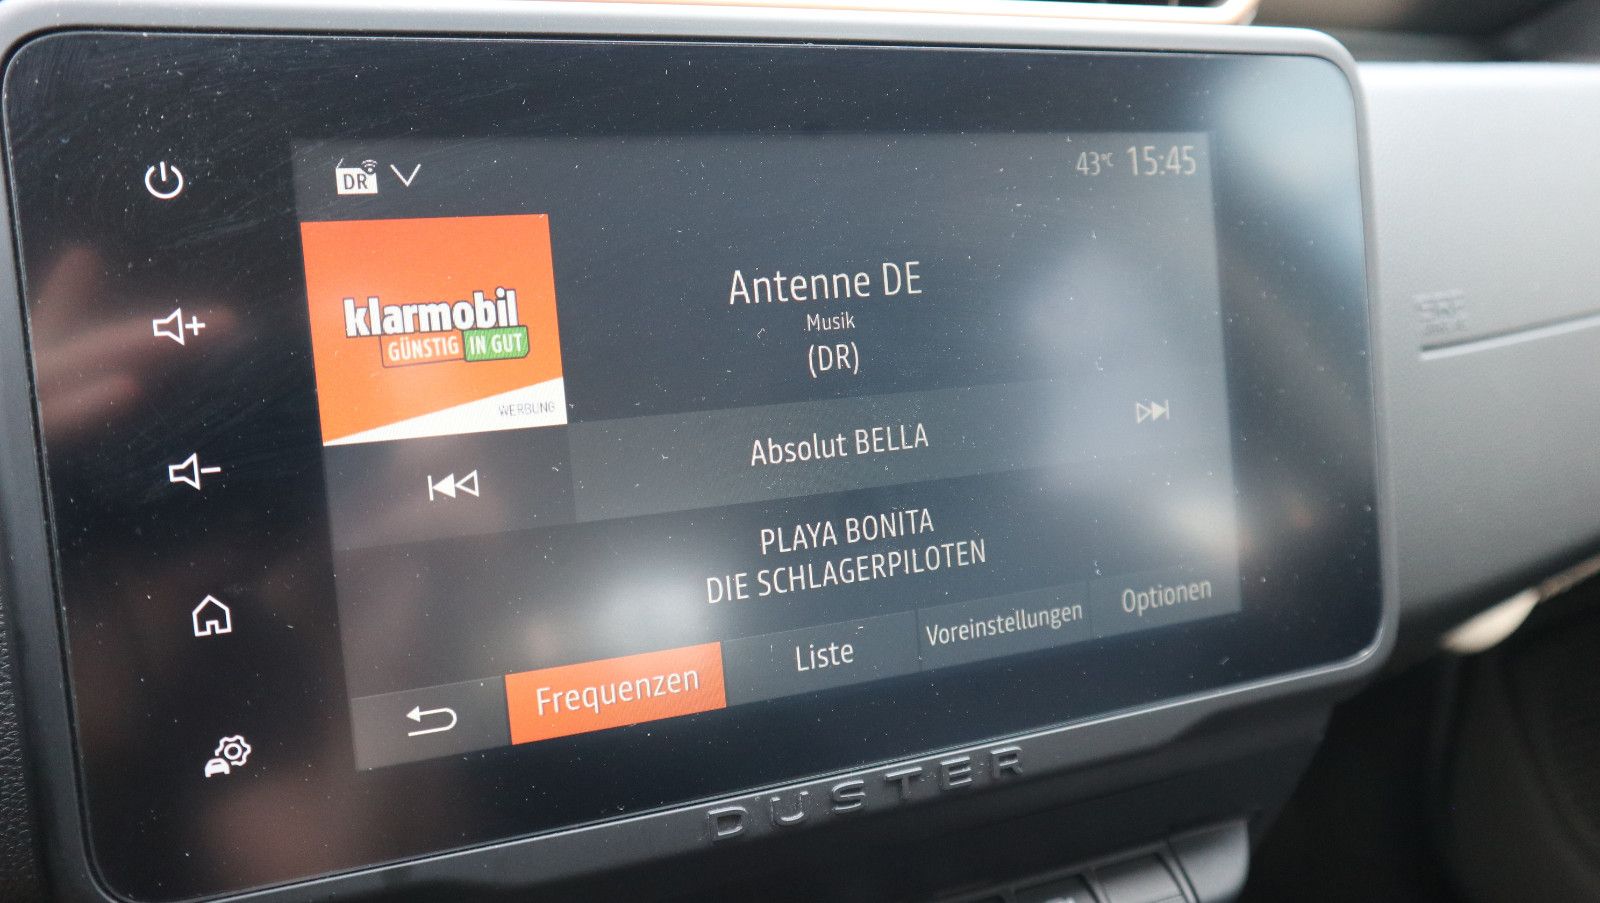 DR
43°C 15:45
klarmobil
GÜNSTIG IN GUT
WERBUNG
Antenne DE
Musik
(DR)
Absolut BELLA
PLAYA BONITA
DIE SCHLAGERPILOTEN
Frequenzen
Liste
Voreinstellungen
Optionen
DUSTER